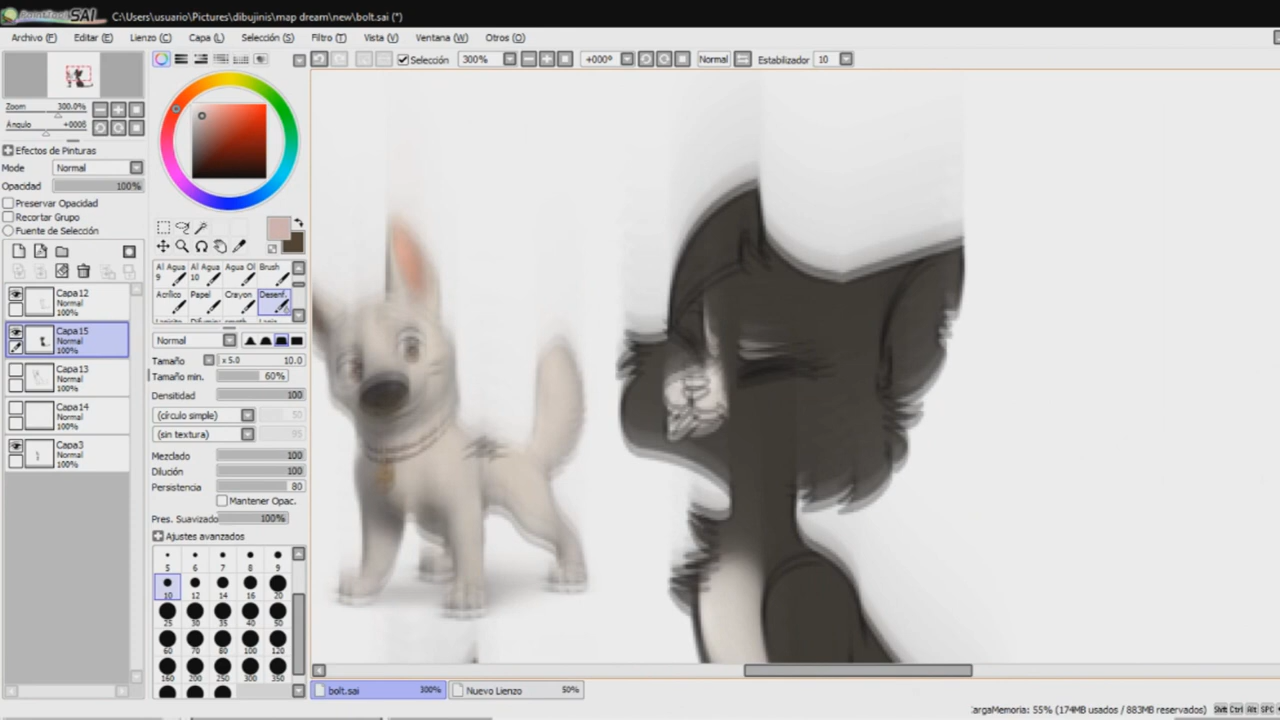 PaintTool SAI C:\Users\usuario\Pictures\dibujinis\map dream\new\bolt.sai (*)
Archivo (F) Editar (E) Lienzo (C) Capa (L) Selección (S) Filtro (T) Vista (V) Ventana (W) Otros (O)
Selección 300% +000° Normal Estabilizador 10
Zoom 300.0%
Ángulo +000°
Efectos de Pinturas
Mode Normal
Opacidad 100%
Preservar Opacidad
Recortar Grupo
Fuente de Selección
Capa12
Normal
100%
Capa15
Normal
100%
Capa13
Normal
100%
Capa14
Normal
100%
Capa3
Normal
100%
Al Agua 9 Al Agua 10 Agua Ol Brush
Acrílico Papel Crayon Desenf.
Normal
Tamaño x 5.0 10.0
Tamaño min. 60%
Densitdad 100
(círculo simple) 50
(sin textura) 95
Mezclado 100
Dilución 100
Persistencia 80
Mantener Opac.
Pres. Suavizado 100%
Ajustes avanzados
5 6 7 8 9
10 12 14 16 20
25 30 35 40 50
60 70 80 100 120
160 200 250 300 350
bolt.sai 300% Nuevo Lienzo 50%
argaMemoria: 55% (174MB usados / 883MB reservados) Shift Ctrl Alt SPC